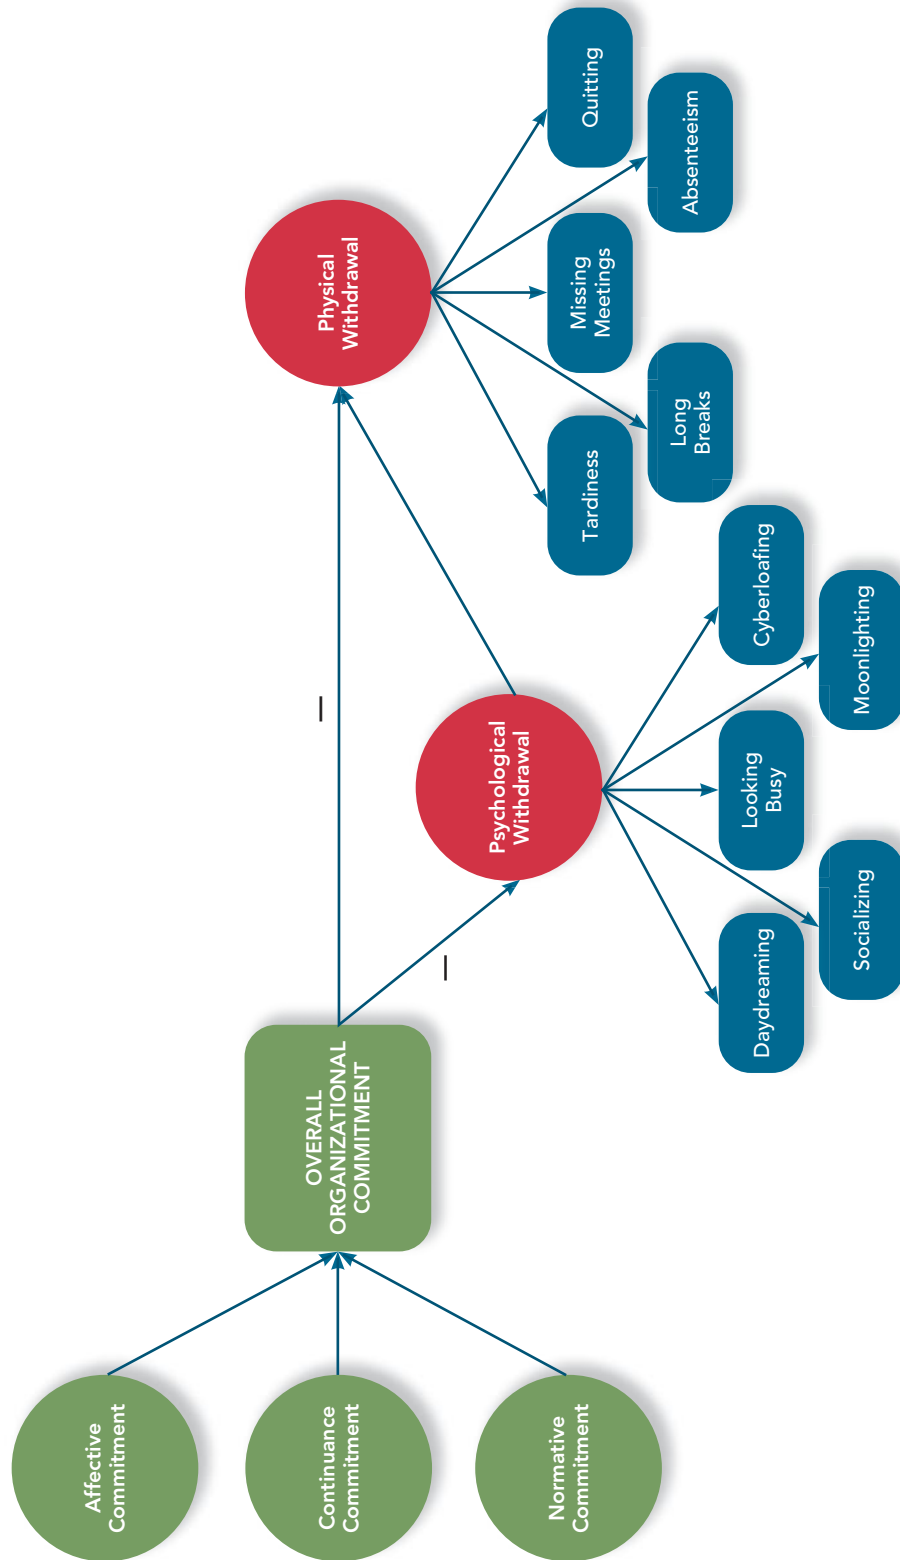 Affective
Commitment
Continuance
Commitment
Normative
Commitment
OVERALL
ORGANIZATIONAL
COMMITMENT
—
—
Psychological
Withdrawal
Physical
Withdrawal
Daydreaming
Socializing
Looking
Busy
Moonlighting
Cyberloafing
Tardiness
Long
Breaks
Missing
Meetings
Absenteeism
Quitting